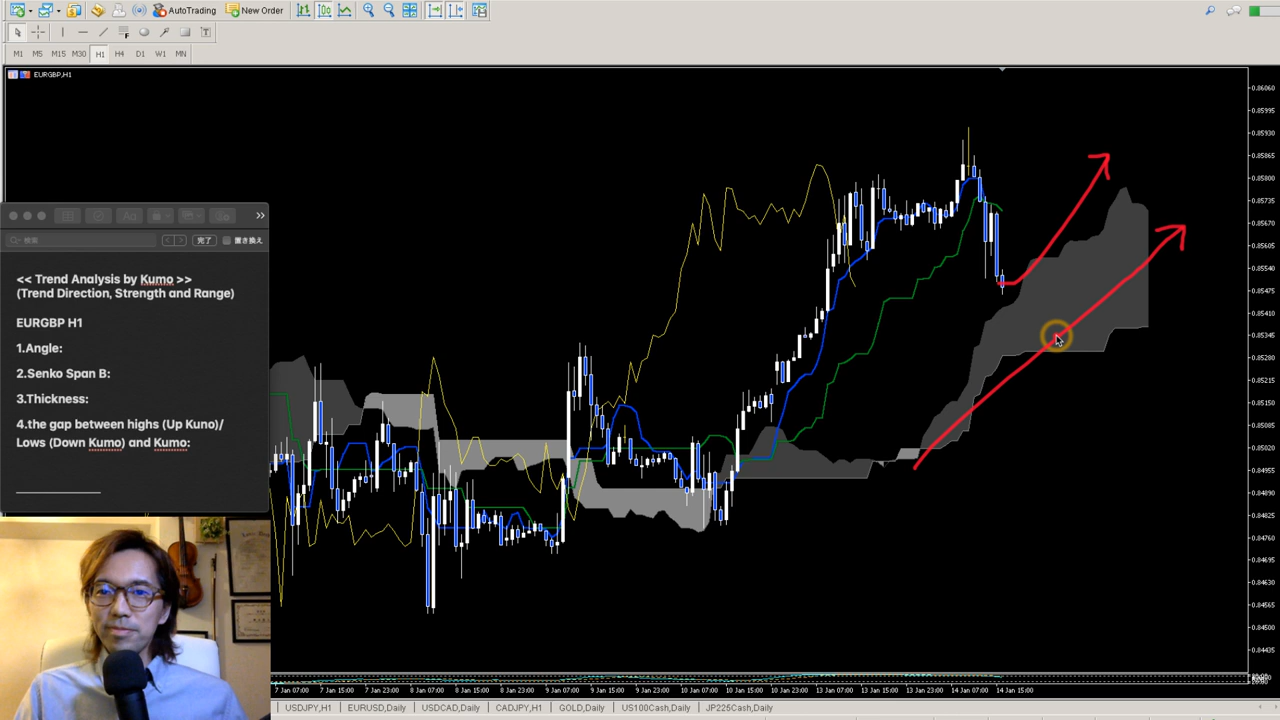 AutoTrading
New Order
M1 M5 M15 M30 H1 H4 D1 W1 MN
EURGBP,H1
検索
完了
置き換え
<< Trend Analysis by Kumo >>
(Trend Direction, Strength and Range)
EURGBP H1
1.Angle:
2.Senko Span B:
3.Thickness:
4.the gap between highs (Up Kuno)/
Lows (Down Kumo) and Kumo:
0.86060
0.85995
0.85930
0.85865
0.85800
0.85735
0.85670
0.85605
0.85540
0.85475
0.85410
0.85345
0.85280
0.85215
0.85150
0.85085
0.85020
0.84955
0.84890
0.84825
0.84760
0.84695
0.84630
0.84565
0.84500
0.84435
7 Jan 07:00 7 Jan 15:00 7 Jan 23:00 8 Jan 07:00 8 Jan 15:00 8 Jan 23:00 9 Jan 07:00 9 Jan 15:00 9 Jan 23:00 10 Jan 07:00 10 Jan 15:00 10 Jan 23:00 13 Jan 07:00 13 Jan 15:00 13 Jan 23:00 14 Jan 07:00 14 Jan 15:00
USDJPY,H1 EURUSD,Daily USDCAD,Daily CADJPY,H1 GOLD,Daily US100Cash,Daily JP225Cash,Daily